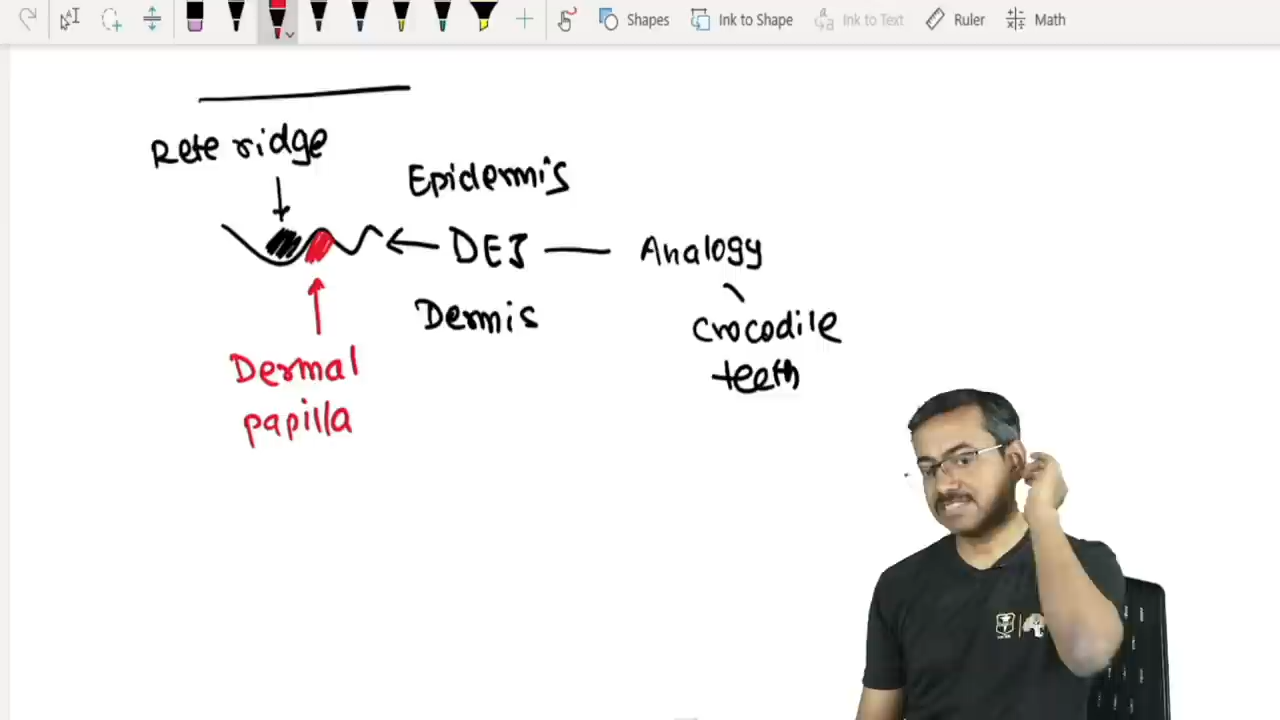 Shapes
Ink to Shape
Ink to Text
Ruler
Math
Rete ridge
Epidermis
DEJ
Analogy
Dermis
Crocodile
teeth
Dermal
papilla